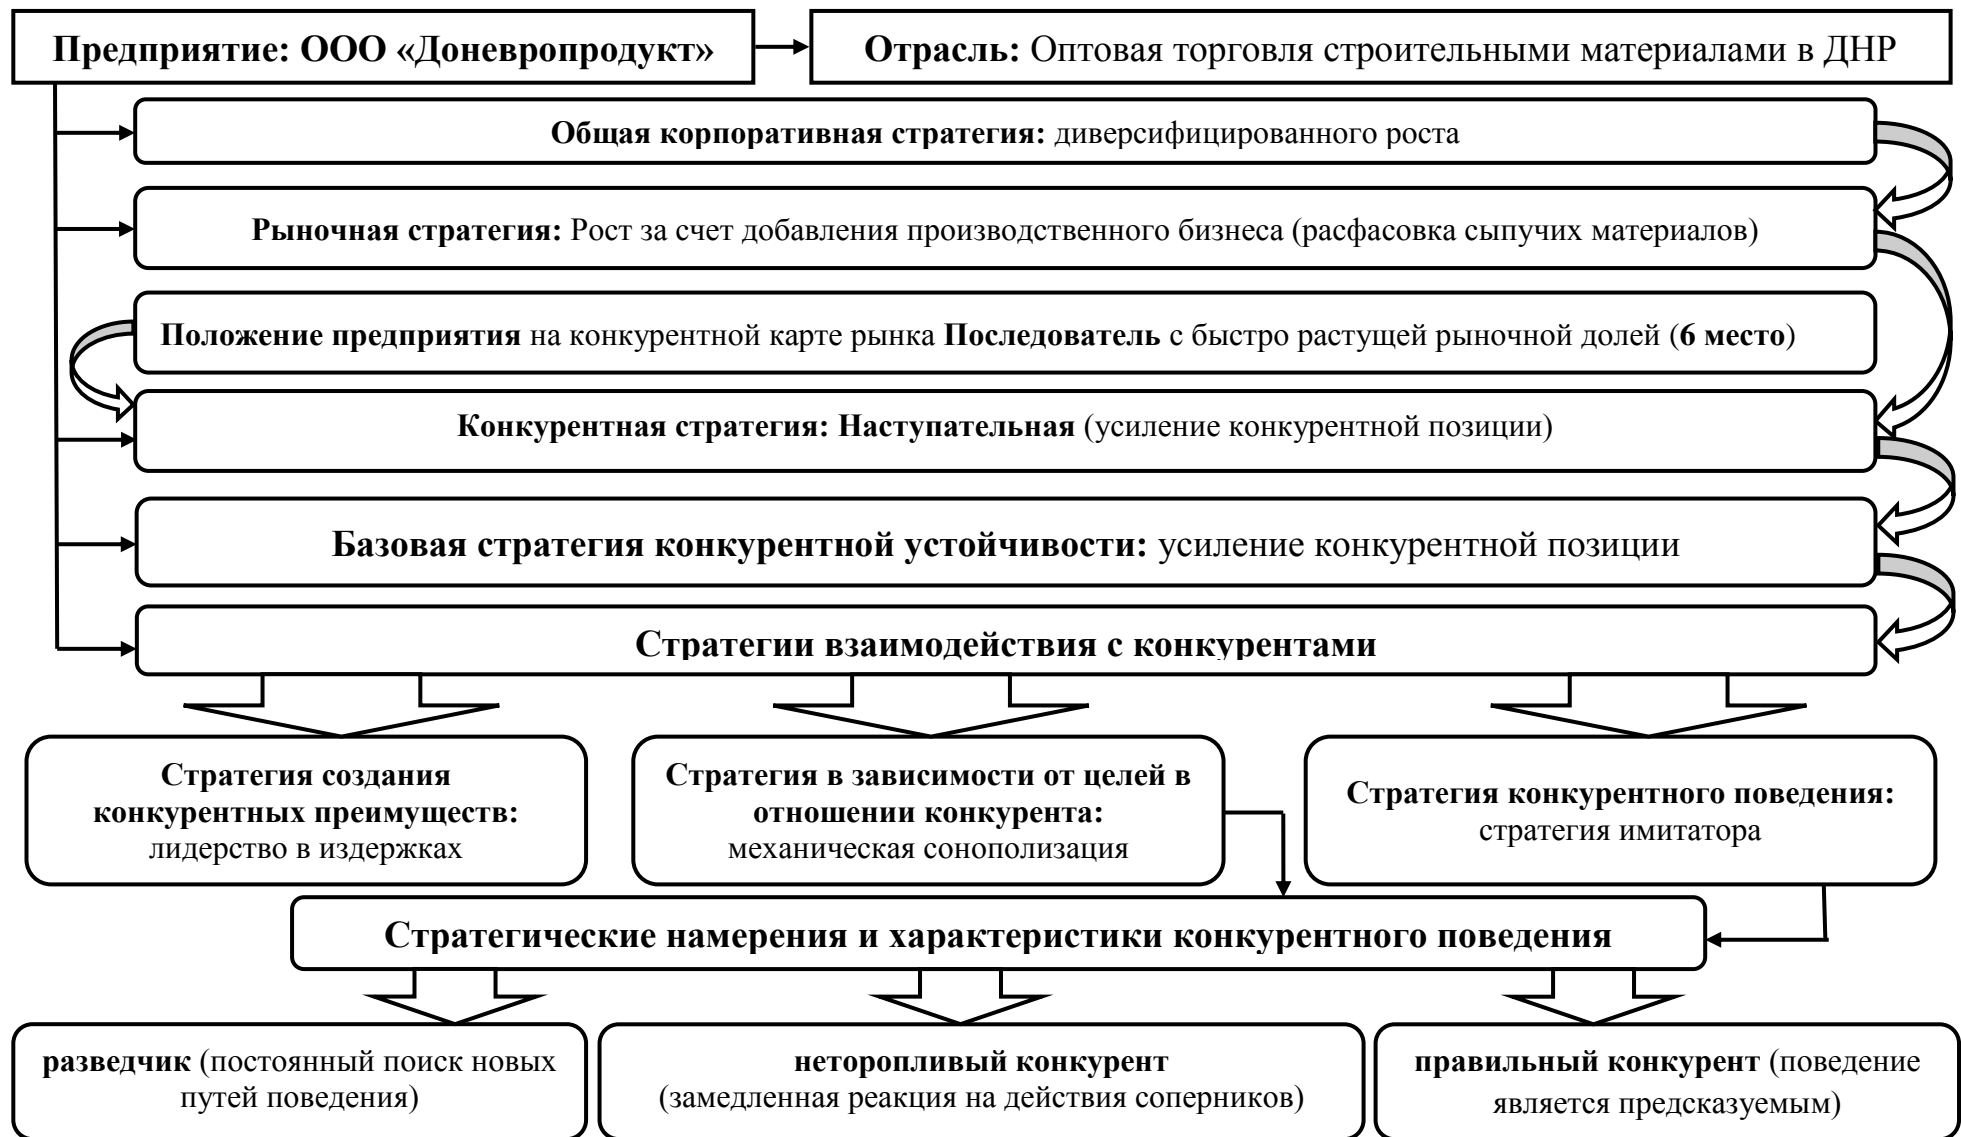 Предприятие: ООО «Доневропродукт»
Отрасль: Оптовая торговля строительными материалами в ДНР
Общая корпоративная стратегия: диверсифицированного роста
Рыночная стратегия: Рост за счет добавления производственного бизнеса (расфасовка сыпучих материалов)
Положение предприятия на конкурентной карте рынка Последователь с быстро растущей рыночной долей (6 место)
Конкурентная стратегия: Наступательная (усиление конкурентной позиции)
Базовая стратегия конкурентной устойчивости: усиление конкурентной позиции
Стратегии взаимодействия с конкурентами
Стратегия создания
конкурентных преимуществ:
лидерство в издержках
Стратегия в зависимости от целей в
отношении конкурента:
механическая сонополизация
Стратегия конкурентного поведения:
стратегия имитатора
Стратегические намерения и характеристики конкурентного поведения
разведчик (постоянный поиск новых
путей поведения)
неторопливый конкурент
(замедленная реакция на действия соперников)
правильный конкурент (поведение
является предсказуемым)